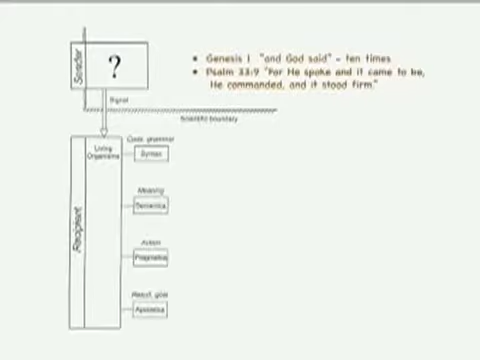 Sender
?
• Genesis 1 "and God said" – ten times
• Psalm 33:9 "For He spoke and it came to be,
He commanded, and it stood firm."
Signal
Scientific boundary
Recipient
Living
Organisms
Code, grammar
Syntax
Meaning
Semantics
Action
Pragmatics
Result, goal
Apobetics